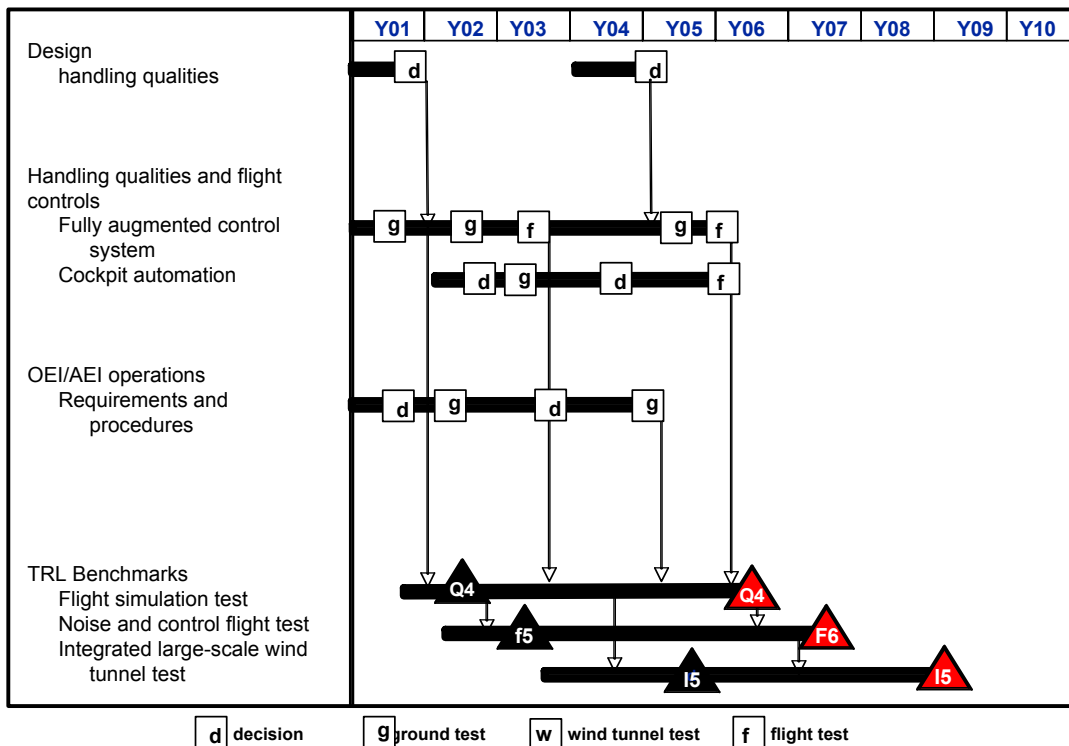 Y01 Y02 Y03 Y04 Y05 Y06 Y07 Y08 Y09 Y10
Design
handling qualities
d d
Handling qualities and flight
controls
Fully augmented control
system
g g f g f
Cockpit automation
d g d f
OEI/AEI operations
Requirements and
procedures
d g d g
TRL Benchmarks
Flight simulation test
Q4 Q4
Noise and control flight test
f5 F6
Integrated large-scale wind
tunnel test
I5 I5
d decision g ground test w wind tunnel test f flight test